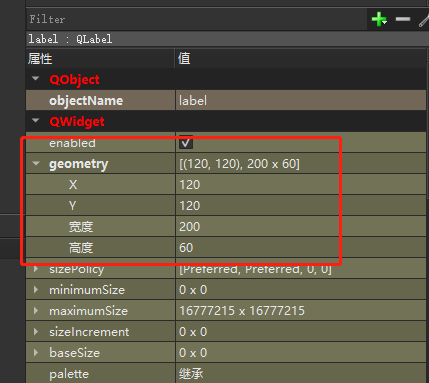 Filter
label : QLabel
属性 值
QObject
objectName label
QWidget
enabled
geometry [(120, 120), 200 x 60]
X 120
Y 120
宽度 200
高度 60
sizePolicy [Preferred, Preferred, 0, 0]
minimumSize 0 x 0
maximumSize 16777215 x 16777215
sizeIncrement 0 x 0
baseSize 0 x 0
palette 继承